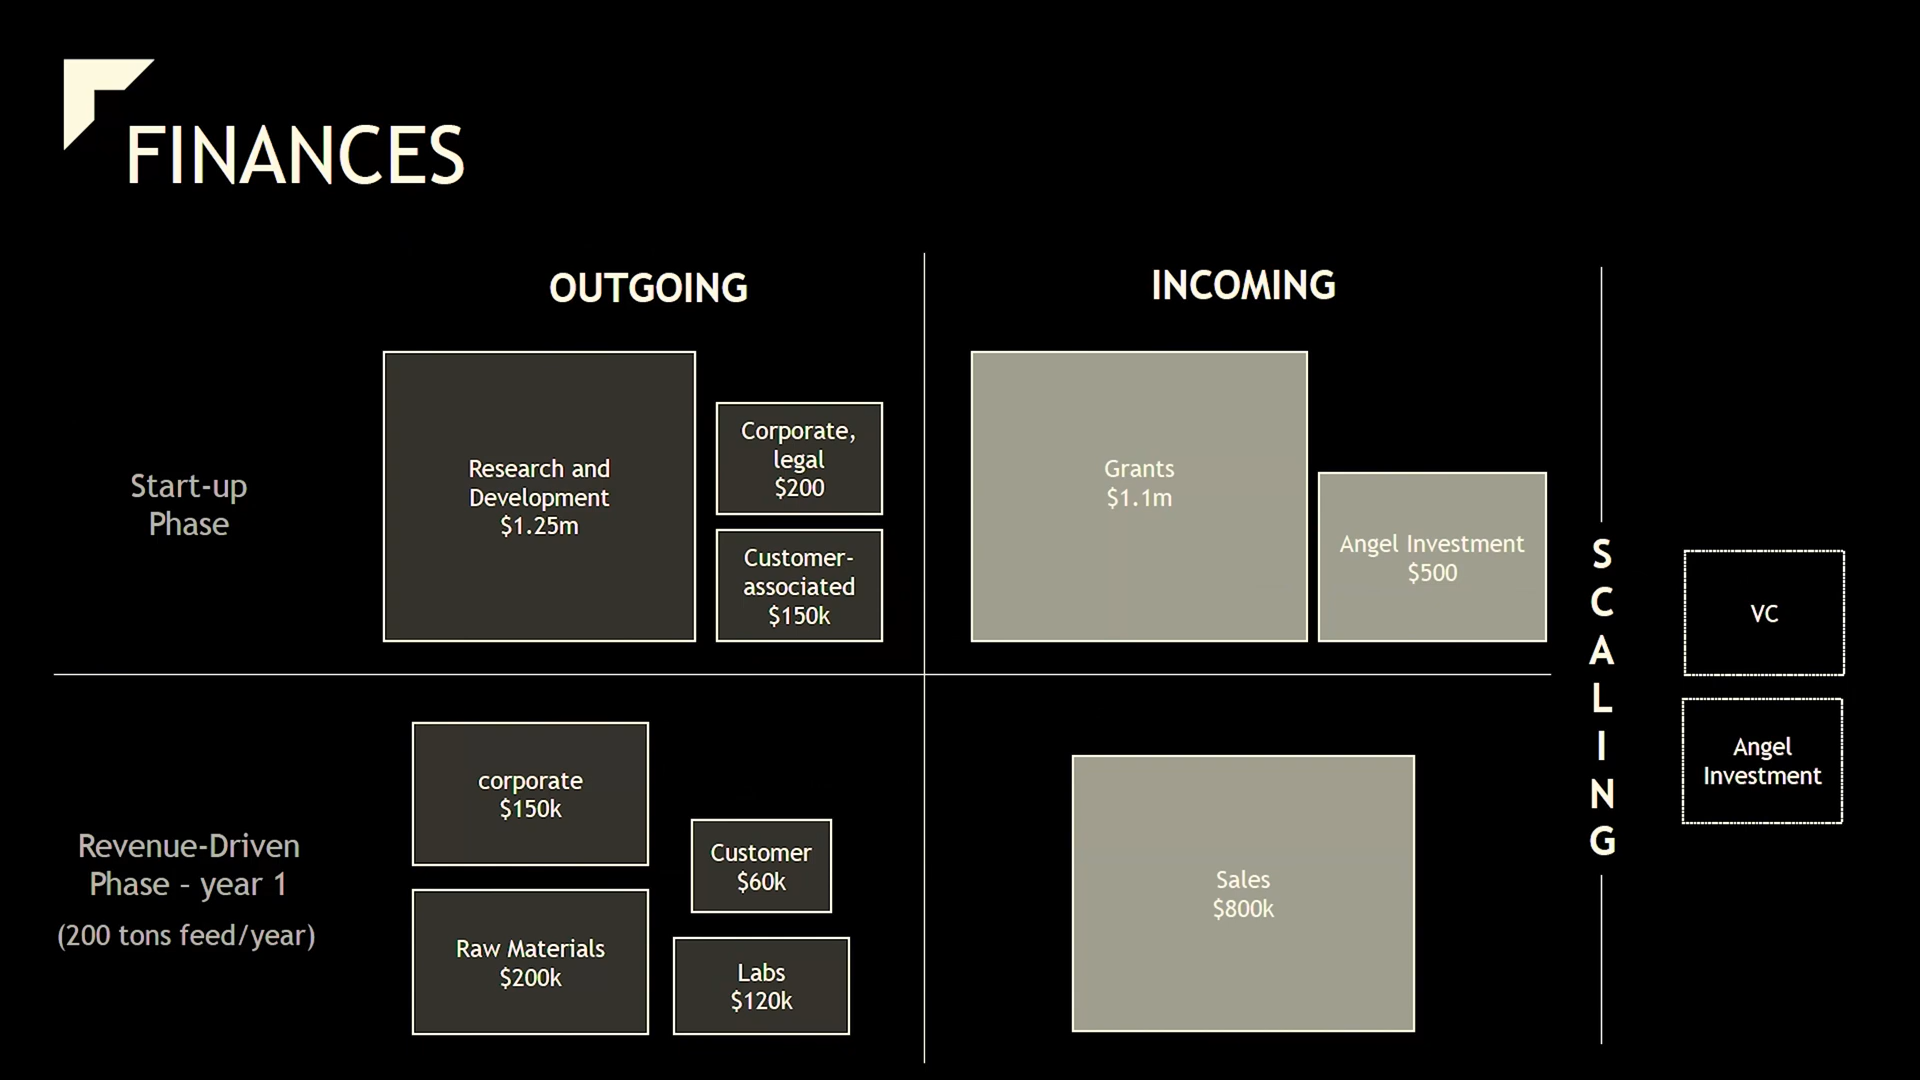 FINANCES
OUTGOING
INCOMING
Start-up
Phase
Research and
Development
$1.25m
Corporate,
legal
$200
Customer-
associated
$150k
Grants
$1.1m
Angel Investment
$500
Revenue-Driven
Phase - year 1
(200 tons feed/year)
corporate
$150k
Raw Materials
$200k
Customer
$60k
Labs
$120k
Sales
$800k
S
C
A
L
I
N
G
VC
Angel
Investment